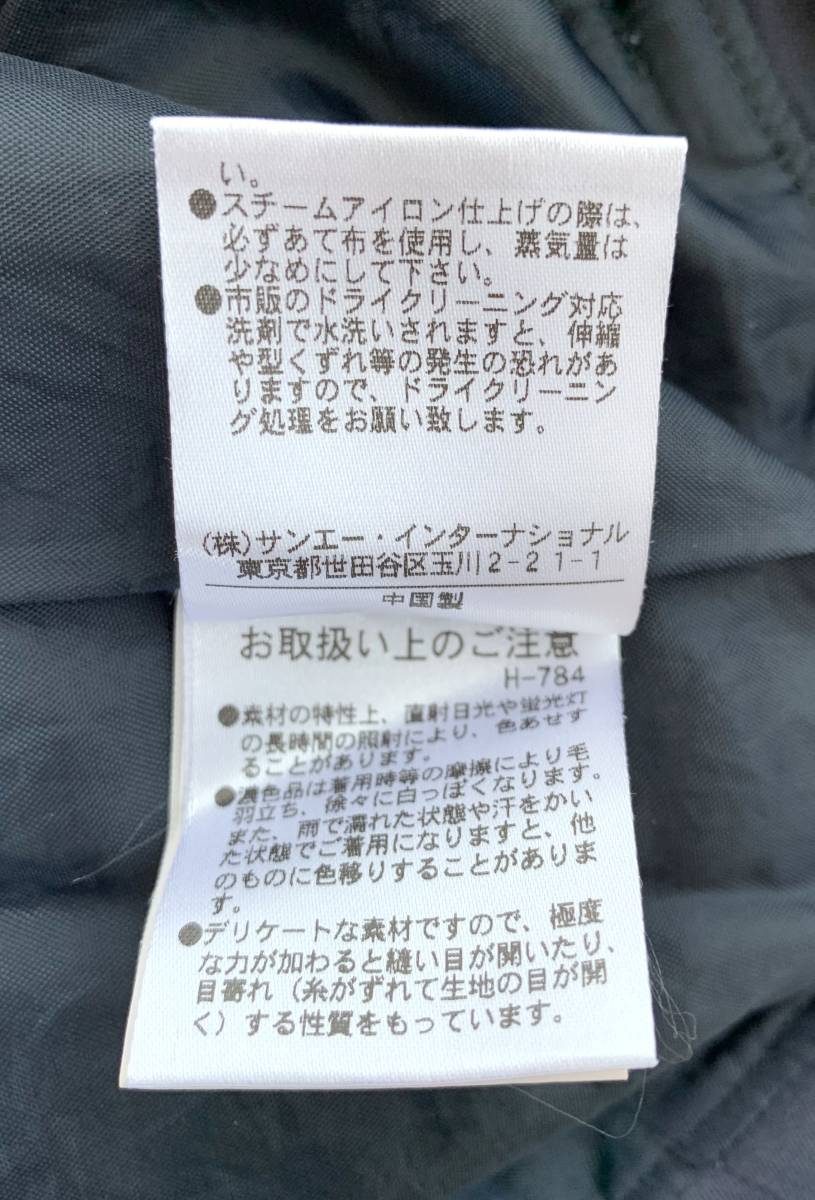 い。
●スチームアイロン仕上げの際は、
必ずあて布を使用し、蒸気量は
少なめにして下さい。
●市販のドライクリーニング対応
洗剤で水洗いされますと、伸縮
や型くずれ等の発生の恐れがあ
りますので、ドライクリーニン
グ処理をお願い致します。
(株)サンエー・インターナショナル
東京都世田谷区玉川2-21-1
中国製
お取扱い上のご注意
H-784
●素材の特性上、直射日光や蛍光灯
の長時間の照射により、色あせす
ることがあります。
●濃色品は着用時等の摩擦により毛
羽立ち、徐々に白っぽくなります。
また、雨で濡れた状態や汗をかい
た状態でご着用になりますと、他
のものに色移りすることがありま
す。
●デリケートな素材ですので、極度
な力が加わると縫い目が開いたり、
目寄れ（糸がずれて生地の目が開
く）する性質をもっています。